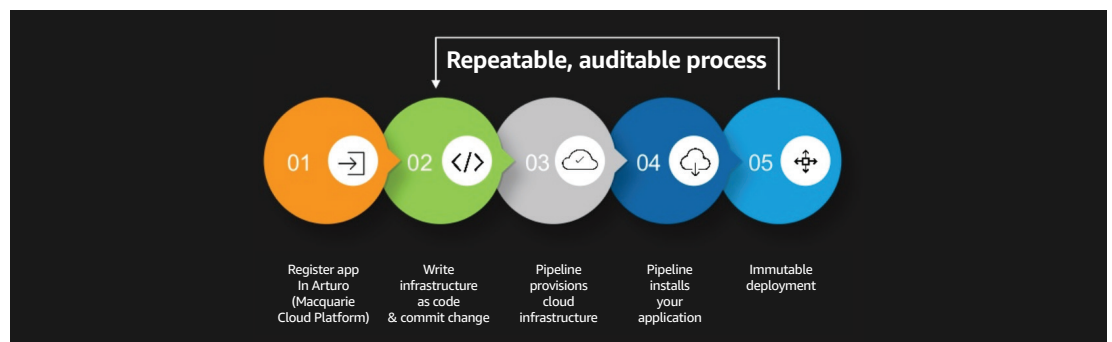 Repeatable, auditable process
01
02
</>
03
04
05
Register app
In Arturo
(Macquarie
Cloud Platform)
Write
infrastructure
as code
& commit change
Pipeline
provisions
cloud
infrastructure
Pipeline
installs
your
application
Immutable
deployment